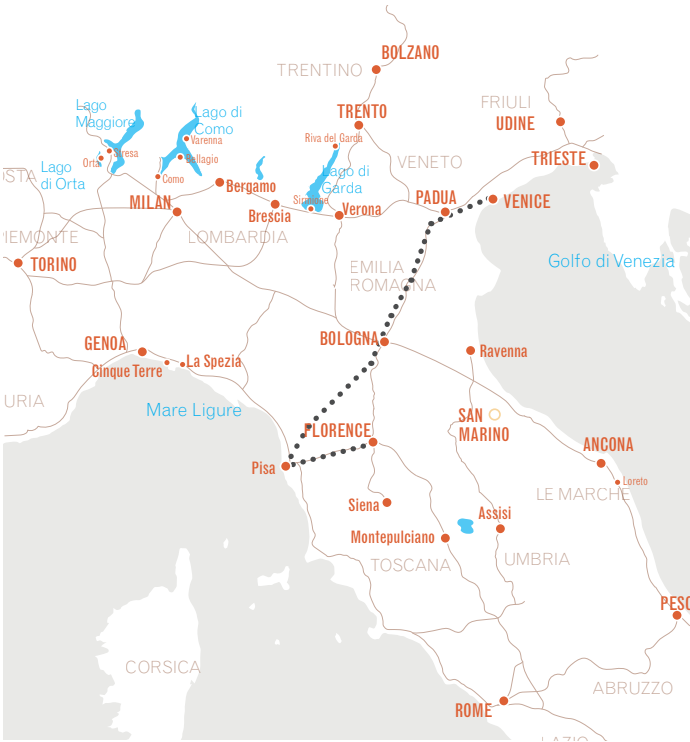 BOLZANO
TRENTINO
Lago
Maggiore
Lago di
Como
TRENTO
FRIULI
UDINE
Varenna
Riva del Garda
Stresa
Orta
Bellagio
VENETO
TRIESTE
Lago
di Orta
Como
Lago di
Garda
OSTA
Bergamo
Sirmione
MILAN
Brescia
Verona
PADUA
VENICE
PIEMONTE
LOMBARDIA
TORINO
EMILIA
ROMAGNA
Golfo di Venezia
GENOA
BOLOGNA
Ravenna
Cinque Terre
La Spezia
URIA
Mare Ligure
SAN
MARINO
FLORENCE
ANCONA
Pisa
Loreto
LE MARCHE
Siena
Assisi
Montepulciano
TOSCANA
UMBRIA
PESC
CORSICA
ABRUZZO
ROME
LAZIO